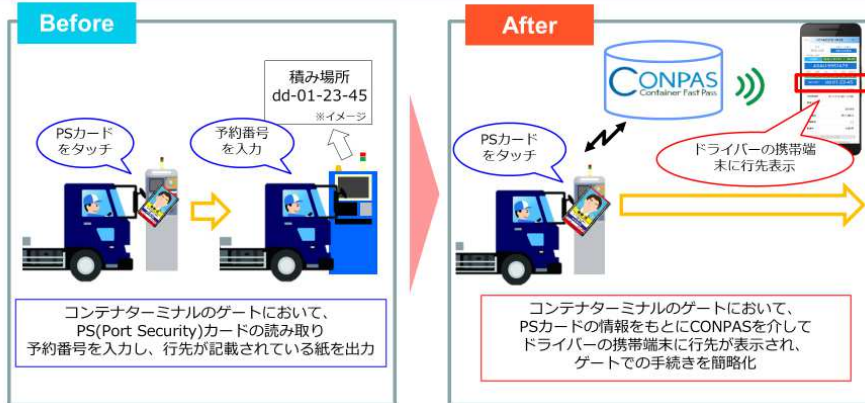 Before
積み場所
dd-01-23-45
※イメージ
PSカード
をタッチ
予約番号
を入力
コンテナターミナルのゲートにおいて、
PS(Port Security)カードの読み取り
予約番号を入力し、行先が記載されている紙を出力
After
CONPAS
Container Fast Pass
dd-01-23-45
PSカード
をタッチ
ドライバーの携帯端
末に行先表示
コンテナターミナルのゲートにおいて、
PSカードの情報をもとにCONPASを介して
ドライバーの携帯端末に行先が表示され、
ゲートでの手続きを簡略化